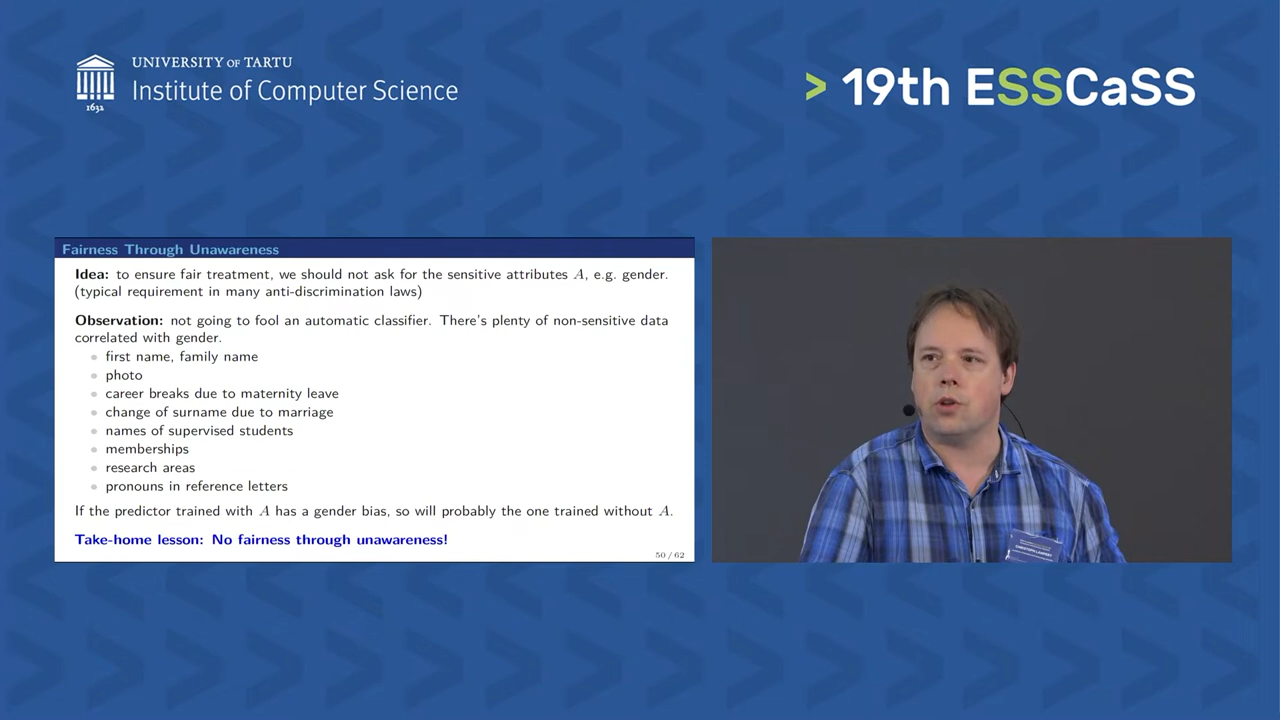 UNIVERSITY OF TARTU
Institute of Computer Science
1632
> 19th ESSCaSS
Fairness Through Unawareness
Idea: to ensure fair treatment, we should not ask for the sensitive attributes A, e.g. gender.
(typical requirement in many anti-discrimination laws)
Observation: not going to fool an automatic classifier. There's plenty of non-sensitive data
correlated with gender.
first name, family name
photo
career breaks due to maternity leave
change of surname due to marriage
names of supervised students
memberships
research areas
pronouns in reference letters
If the predictor trained with A has a gender bias, so will probably the one trained without A.
Take-home lesson: No fairness through unawareness!
50 / 62
CHRISTOPH LAMPERT